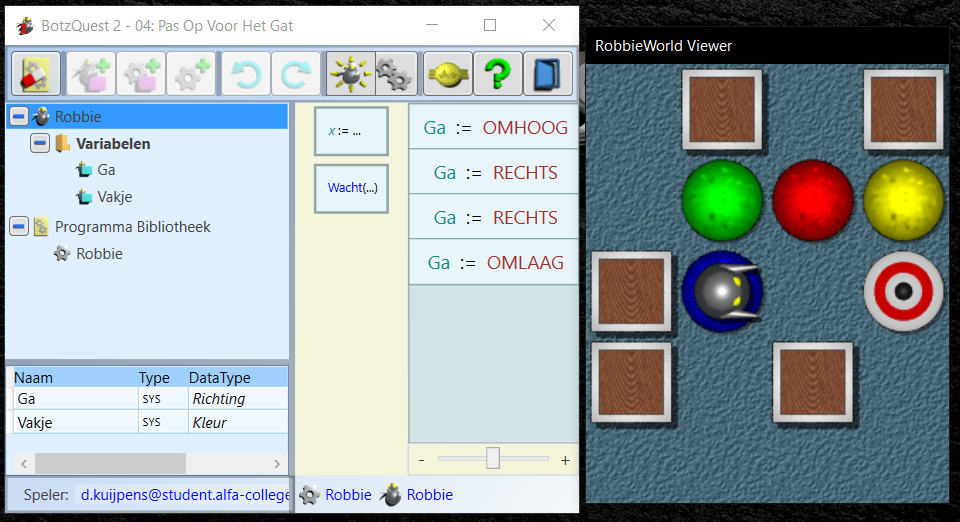 BotzQuest 2 - 04: Pas Op Voor Het Gat
RobbieWorld Viewer
Robbie
Variabelen
Ga
Vakje
Programma Bibliotheek
Robbie
x := ...
Wacht(...)
Ga := OMHOOG
Ga := RECHTS
Ga := RECHTS
Ga := OMLAAG
Naam Type DataType
Ga SYS Richting
Vakje SYS Kleur
- +
Speler: d.kuijpens@student.alfa-college
Robbie Robbie